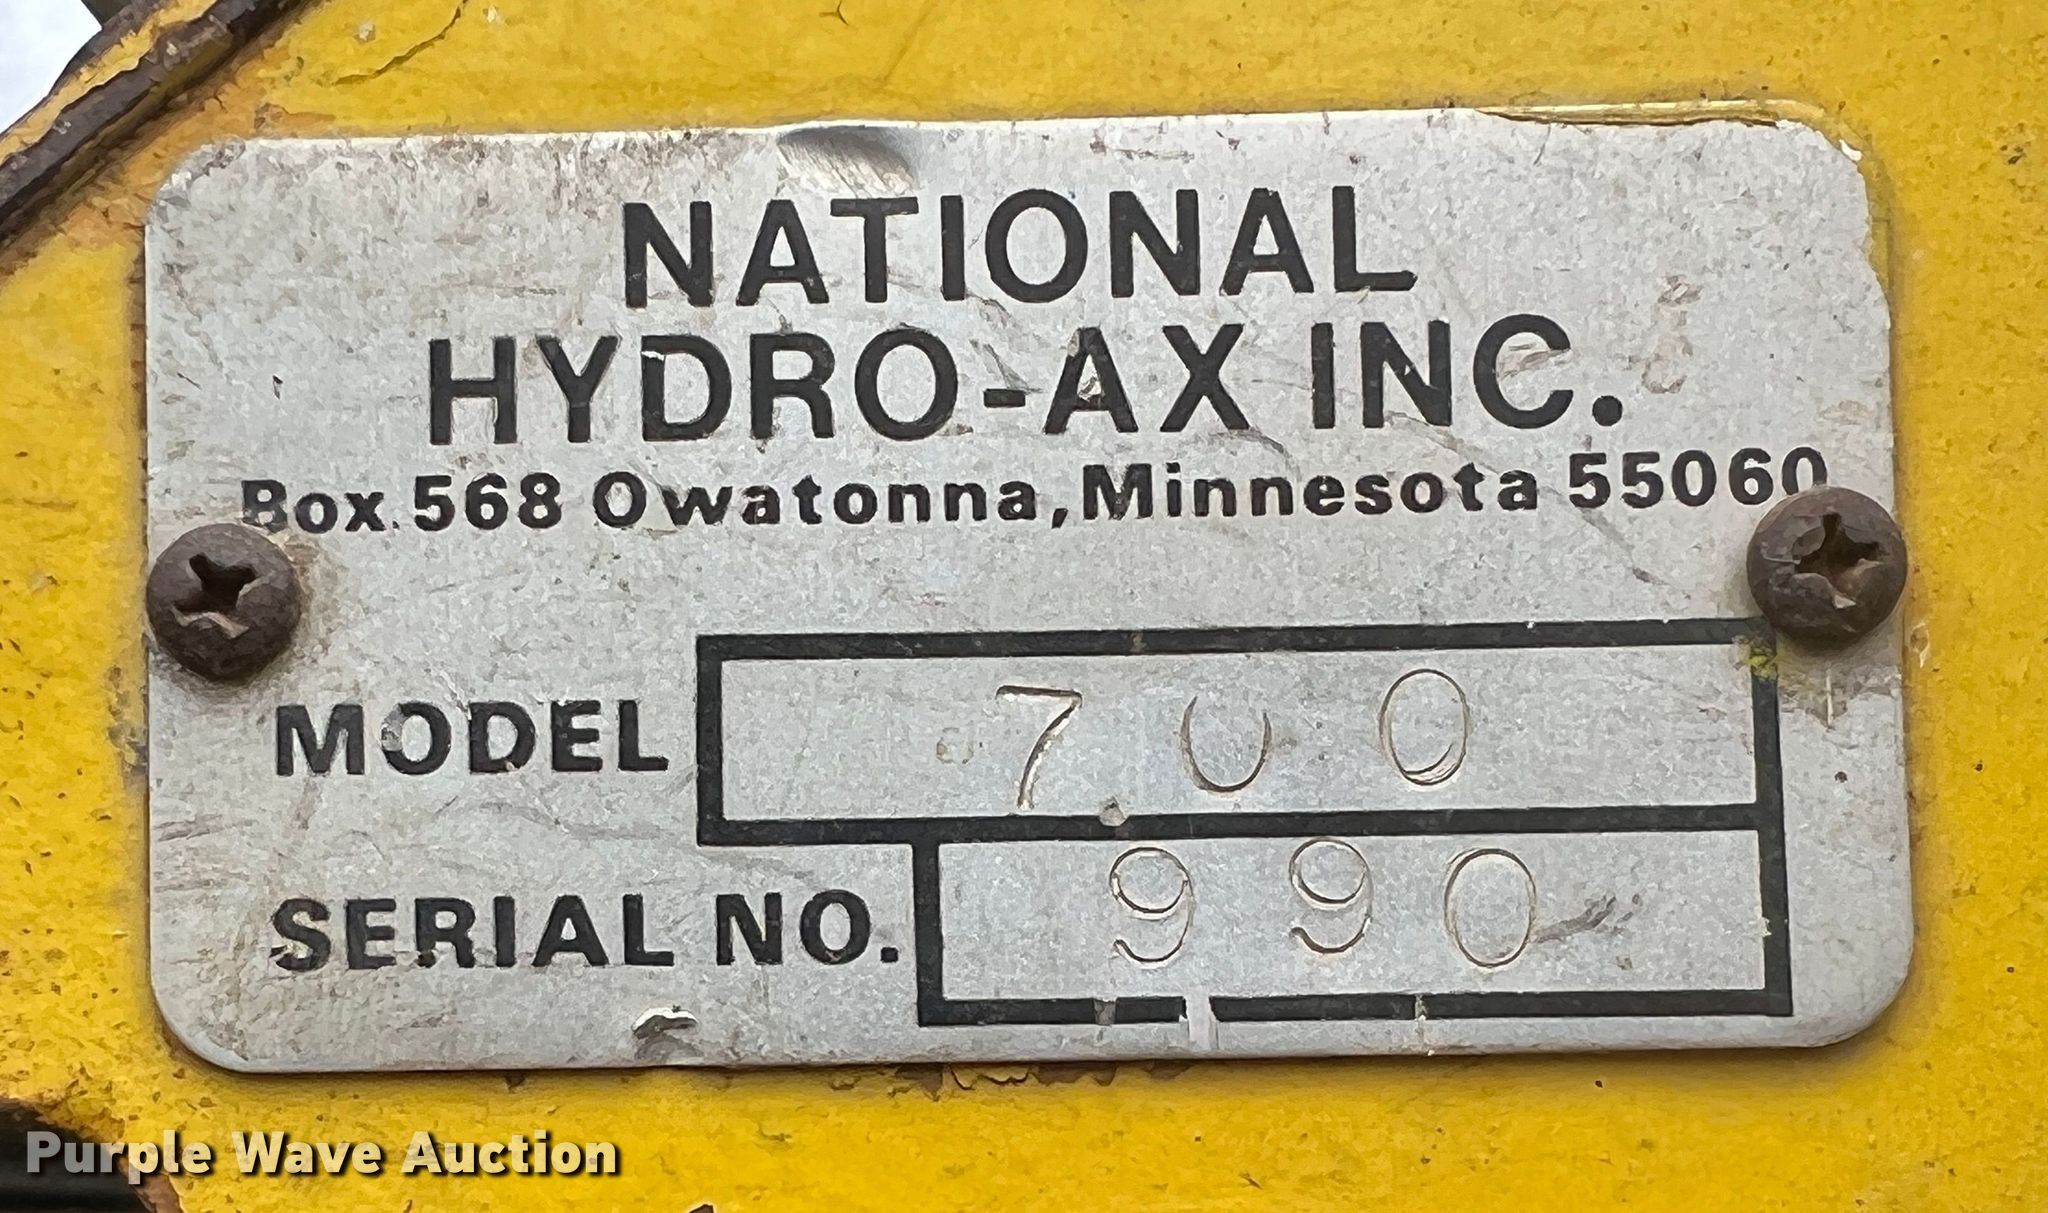 NATIONAL
HYDRO-AX INC.
Box 568 Owatonna, Minnesota 55060
MODEL 700
SERIAL NO. 990
Purple Wave Auction